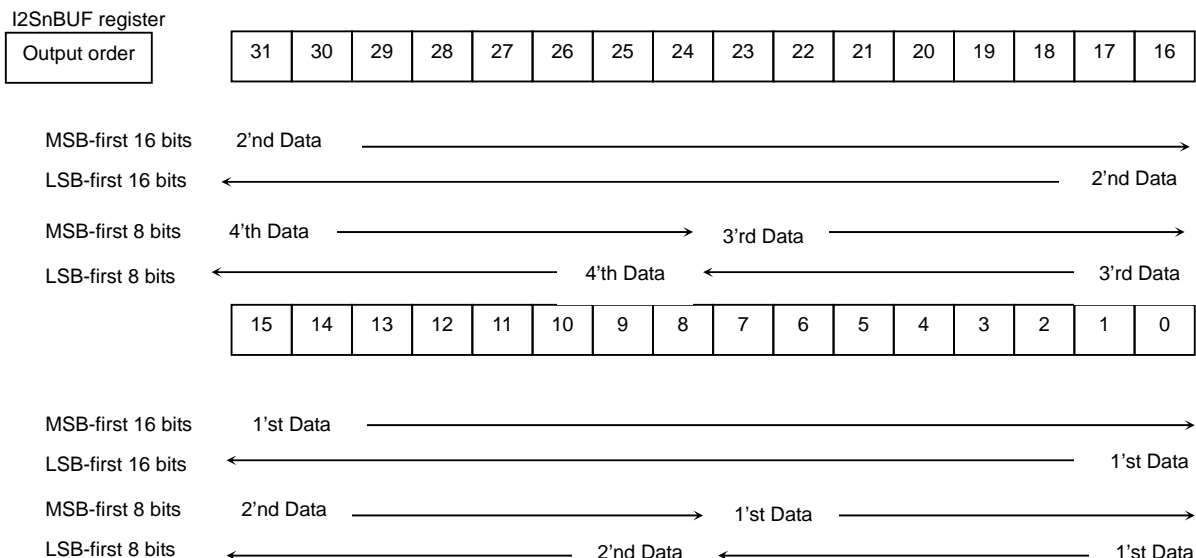 I2SnBUF register
Output order 31 30 29 28 27 26 25 24 23 22 21 20 19 18 17 16
MSB-first 16 bits 2’nd Data
LSB-first 16 bits 2’nd Data
MSB-first 8 bits 4’th Data 3’rd Data
LSB-first 8 bits 4’th Data 3’rd Data
15 14 13 12 11 10 9 8 7 6 5 4 3 2 1 0
MSB-first 16 bits 1’st Data
LSB-first 16 bits 1’st Data
MSB-first 8 bits 2’nd Data 1’st Data
LSB-first 8 bits 2’nd Data 1’st Data